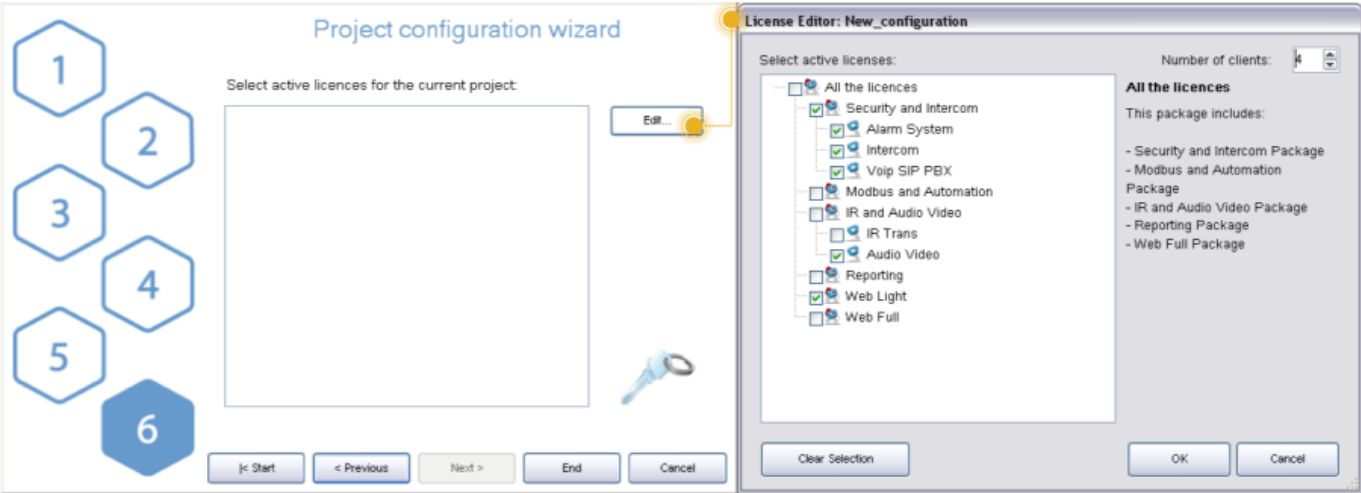 Project configuration wizard
1
2
3
4
5
6
Select active licences for the current project:
Edit...
|< Start
< Previous
Next >
End
Cancel
License Editor: New_configuration
Select active licenses:
Number of clients:
4
All the licences
Security and Intercom
Alarm System
Intercom
Voip SIP PBX
Modbus and Automation
IR and Audio Video
IR Trans
Audio Video
Reporting
Web Light
Web Full
All the licences
This package includes:
- Security and Intercom Package
- Modbus and Automation
Package
- IR and Audio Video Package
- Reporting Package
- Web Full Package
Clear Selection
OK
Cancel